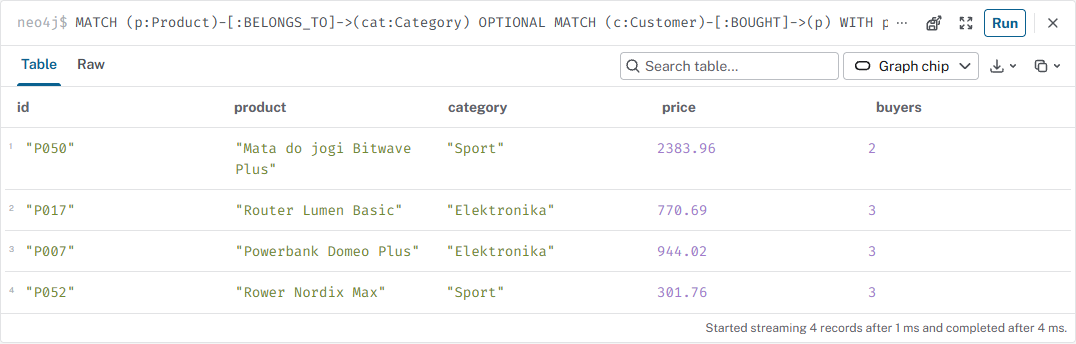 neo4j$ MATCH (p:Product)-[:BELONGS_TO]->(cat:Category) OPTIONAL MATCH (c:Customer)-[:BOUGHT]->(p) WITH p ··· Run
Table Raw Search table... Graph chip
id product category price buyers
1 "P050" "Mata do jogi Bitwave "Sport" 2383.96 2
Plus"
2 "P017" "Router Lumen Basic" "Elektronika" 770.69 3
3 "P007" "Powerbank Domeo Plus" "Elektronika" 944.02 3
4 "P052" "Rower Nordix Max" "Sport" 301.76 3
Started streaming 4 records after 1 ms and completed after 4 ms.